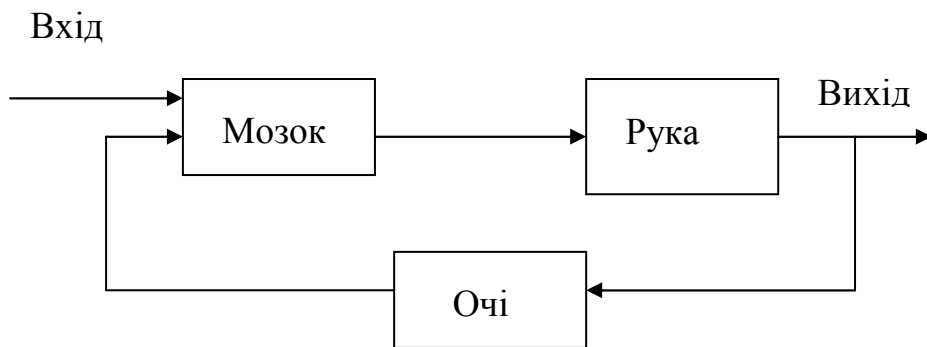 Вхід
Вихід
Мозок
Рука
Очі